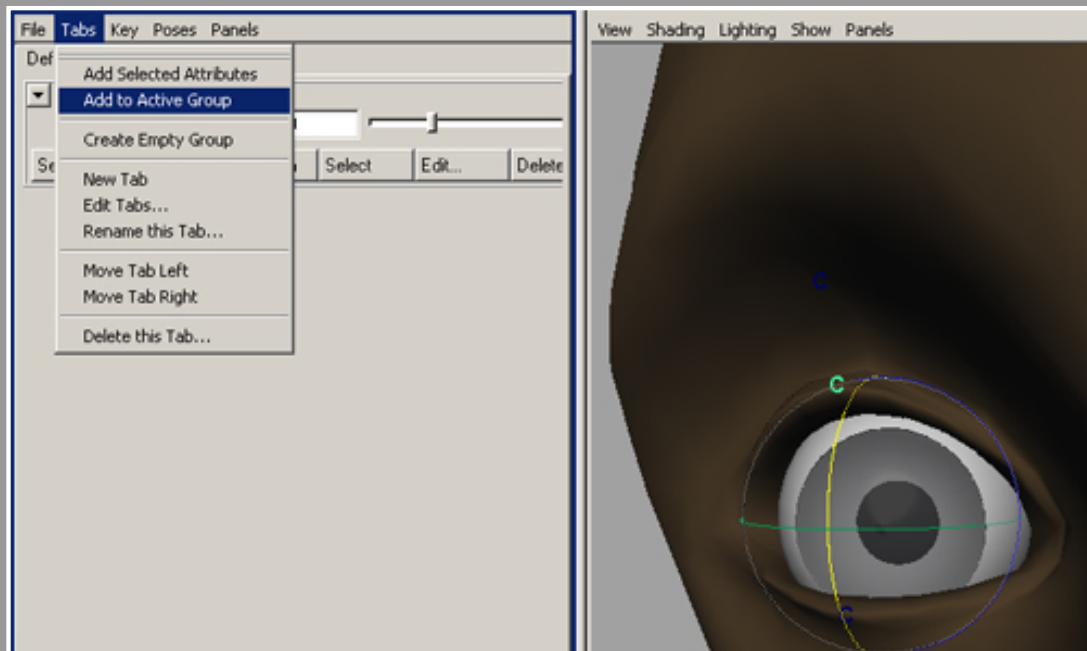 File Tabs Key Poses Panels
View Shading Lighting Show Panels
Def
Add Selected Attributes
Add to Active Group
Create Empty Group
Se
Select
Edit...
Delete
New Tab
Edit Tabs...
Rename this Tab...
Move Tab Left
Move Tab Right
Delete this Tab...
C
C
C